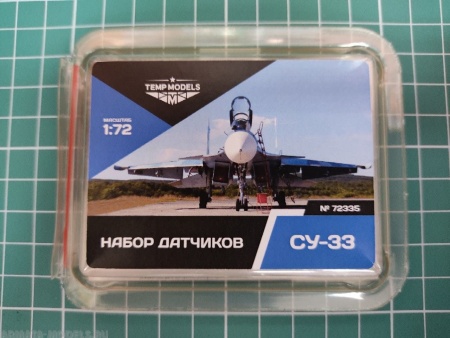 TEMP MODELS
МАСШТАБ
1:72
№ 72335
НАБОР ДАТЧИКОВ
СУ-33